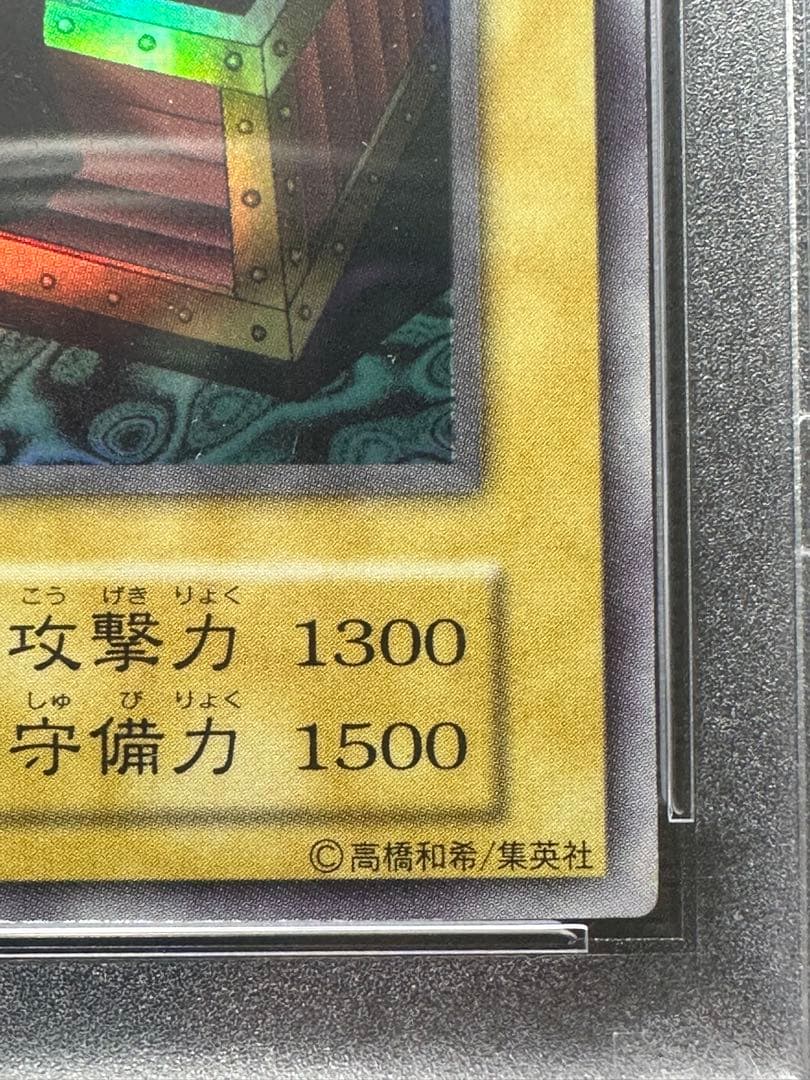 こう げき りょく
攻撃力 1300
しゅ び りょく
守備力 1500
©高橋和希/集英社